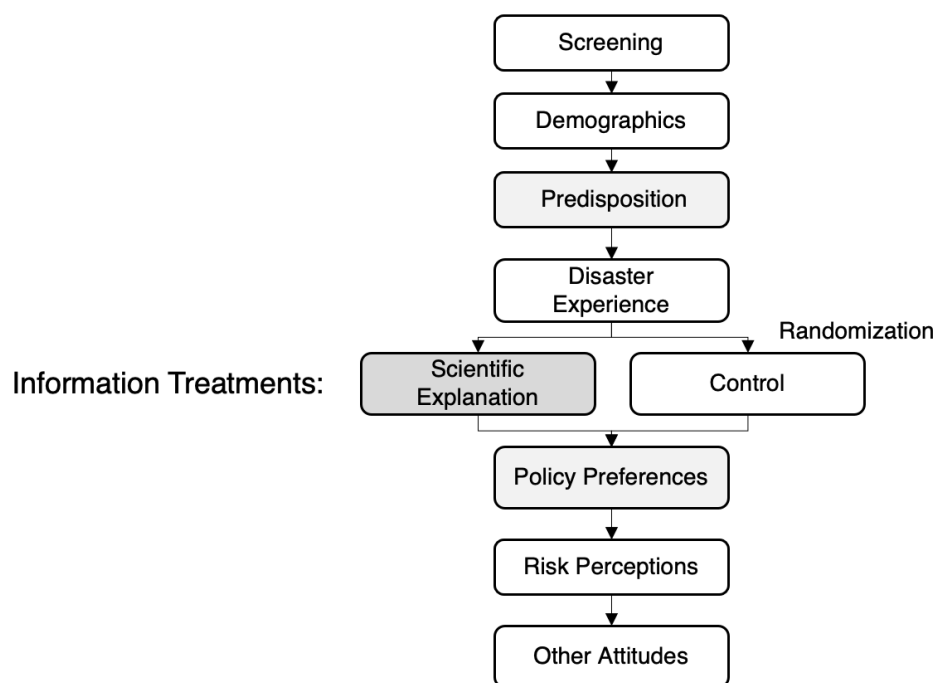 Screening
Demographics
Predisposition
Disaster
Experience
Randomization
Information Treatments:
Scientific
Explanation
Control
Policy Preferences
Risk Perceptions
Other Attitudes